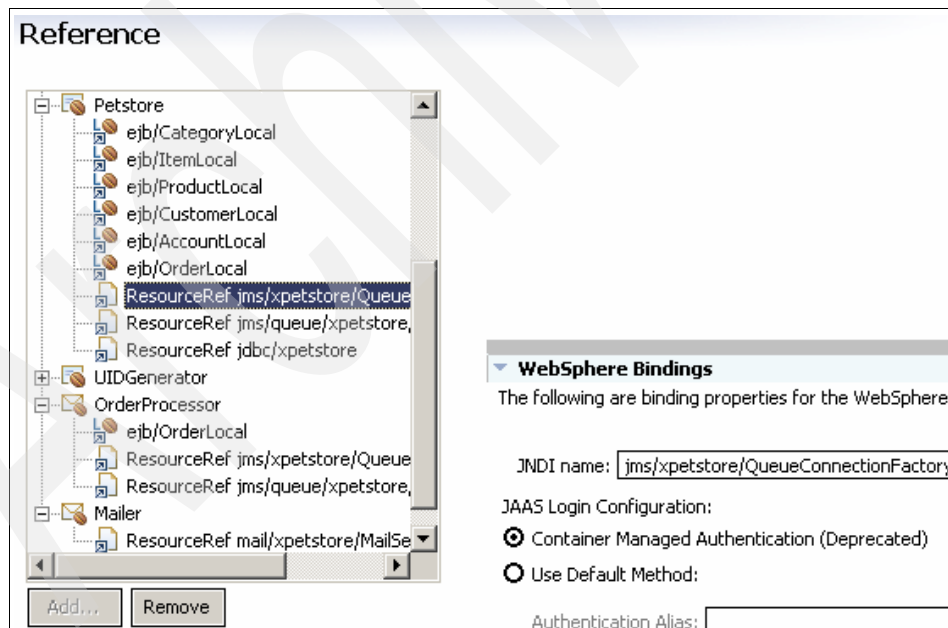 Reference
Petstore
ejb/CategoryLocal
ejb/ItemLocal
ejb/ProductLocal
ejb/CustomerLocal
ejb/AccountLocal
ejb/OrderLocal
ResourceRef jms/xpetstore/Queue
ResourceRef jms/queue/xpetstore,
ResourceRef jdbc/xpetstore
UIDGenerator
OrderProcessor
ejb/OrderLocal
ResourceRef jms/xpetstore/Queue
ResourceRef jms/queue/xpetstore,
Mailer
ResourceRef mail/xpetstore/MailSe
Add...
Remove
WebSphere Bindings
The following are binding properties for the WebSphere
JNDI name: jms/xpetstore/QueueConnectionFactory
JAAS Login Configuration:
Container Managed Authentication (Deprecated)
Use Default Method:
Authentication Alias: